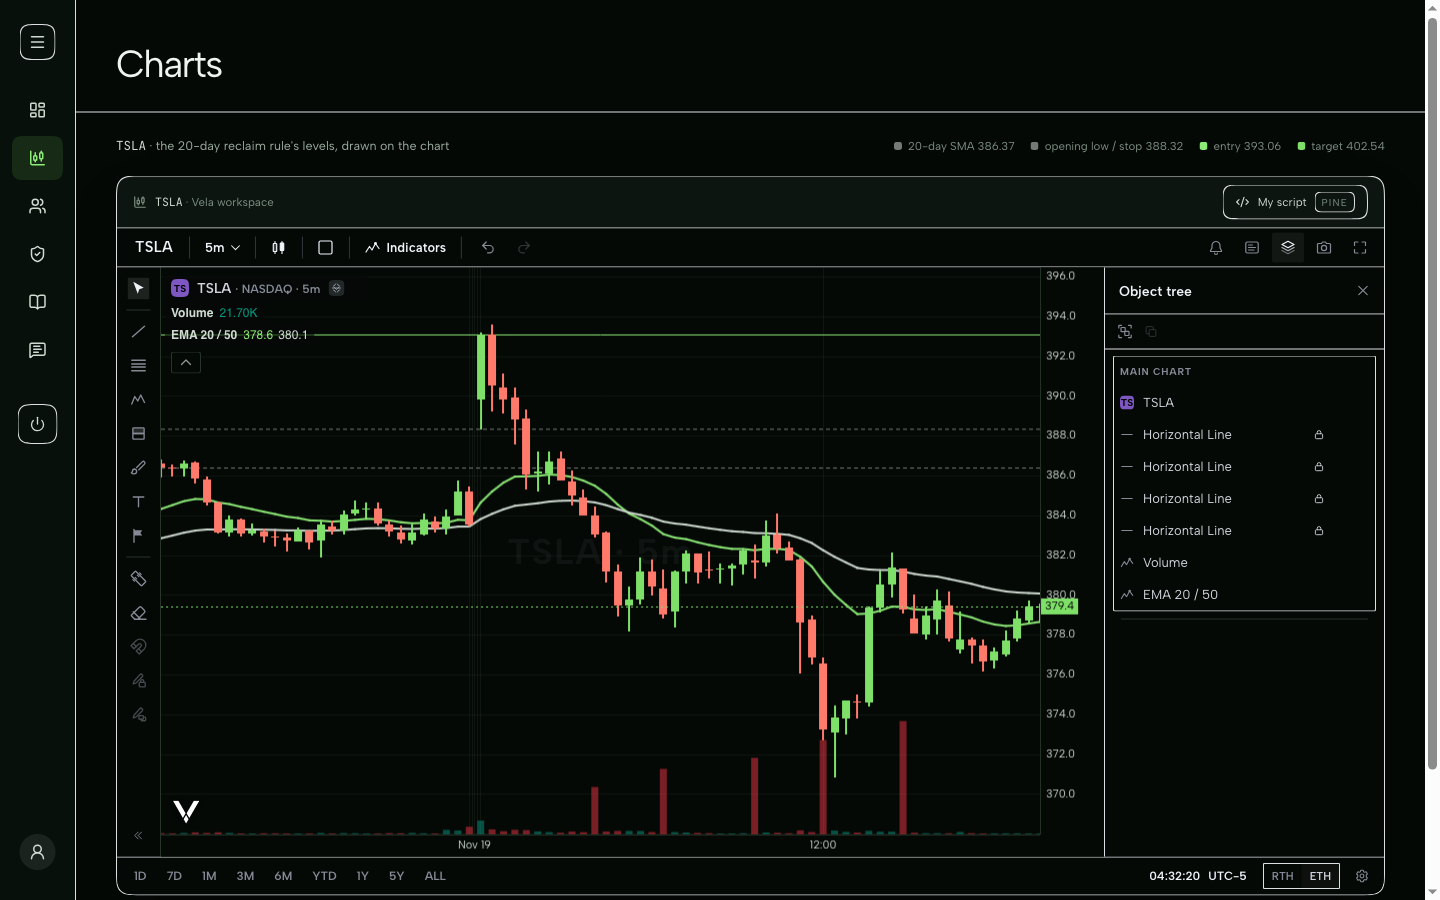 Charts
TSLA · the 20-day reclaim rule's levels, drawn on the chart
20-day SMA 386.37
opening low / stop 388.32
entry 393.06
target 402.54
TSLA · Vela workspace
My script PINE
TSLA 5m Indicators
TS TSLA · NASDAQ · 5m
Volume 21.70K
EMA 20 / 50 378.6 380.1
TSLA · 5m
396.0
394.0
392.0
390.0
388.0
386.0
384.0
382.0
380.0
379.4
378.0
376.0
374.0
372.0
370.0
Nov 19 12:00
Object tree
MAIN CHART
TS TSLA
Horizontal Line
Horizontal Line
Horizontal Line
Horizontal Line
Volume
EMA 20 / 50
1D 7D 1M 3M 6M YTD 1Y 5Y ALL
04:32:20 UTC-5 RTH ETH